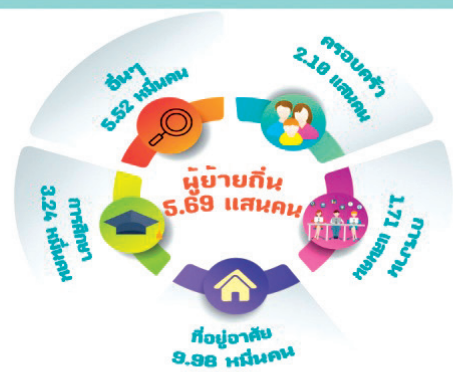 ผู้ย้ายถิ่น
5.69 แสนคน
ครอบครัว
2.10 แสนคน
การงาน
1.71 แสนคน
ที่อยู่อาศัย
9.98 หมื่นคน
การศึกษา
3.24 หมื่นคน
อื่นๆ
5.52 หมื่นคน